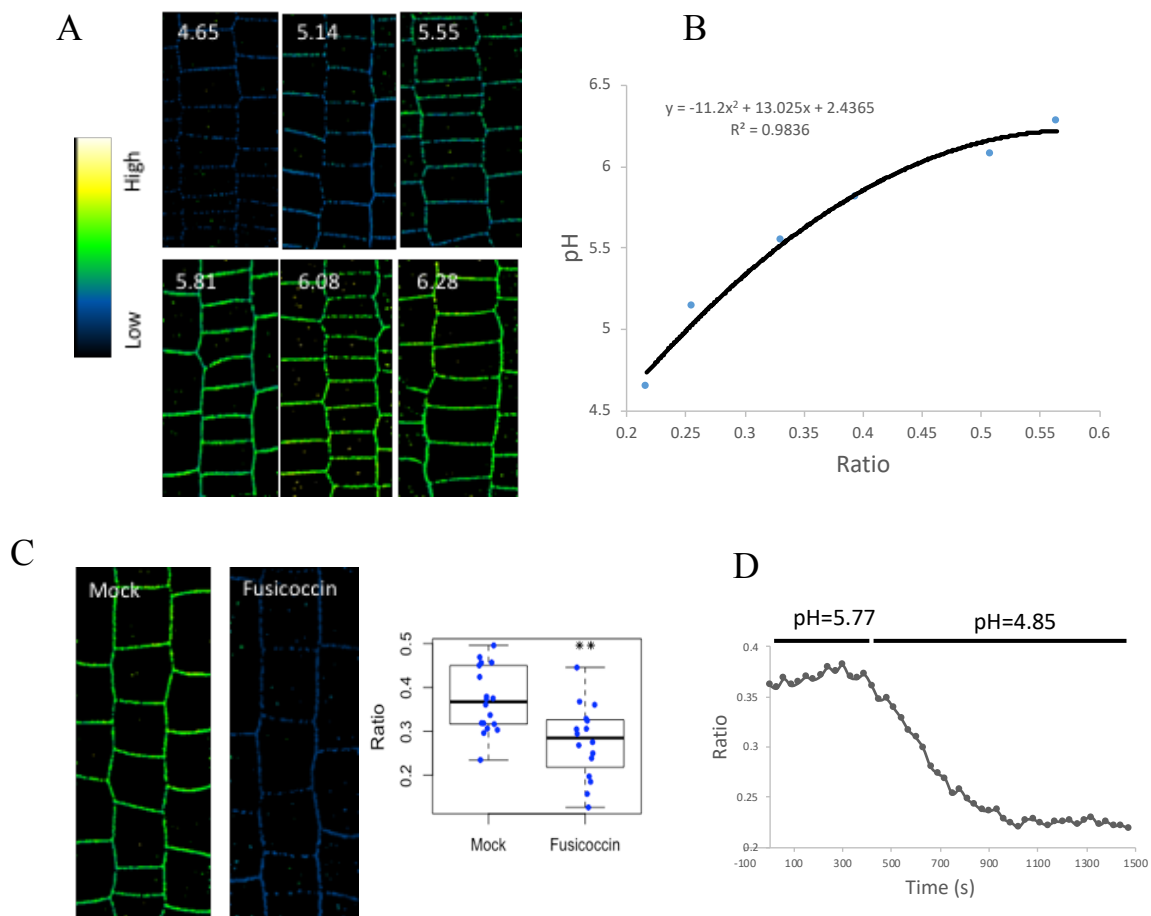 A
4.65
5.14
5.55
High
Low
5.81
6.08
6.28
B
y = -11.2x² + 13.025x + 2.4365
R² = 0.9836
pH
6.5
6
5.5
5
4.5
0.2 0.25 0.3 0.35 0.4 0.45 0.5 0.55 0.6
Ratio
C
Mock
Fusicoccin
**
Ratio
0.5
0.4
0.3
0.2
Mock Fusicoccin
D
pH=5.77 pH=4.85
Ratio
0.4
0.35
0.3
0.25
0.2
-100 100 300 500 700 900 1100 1300 1500
Time (s)